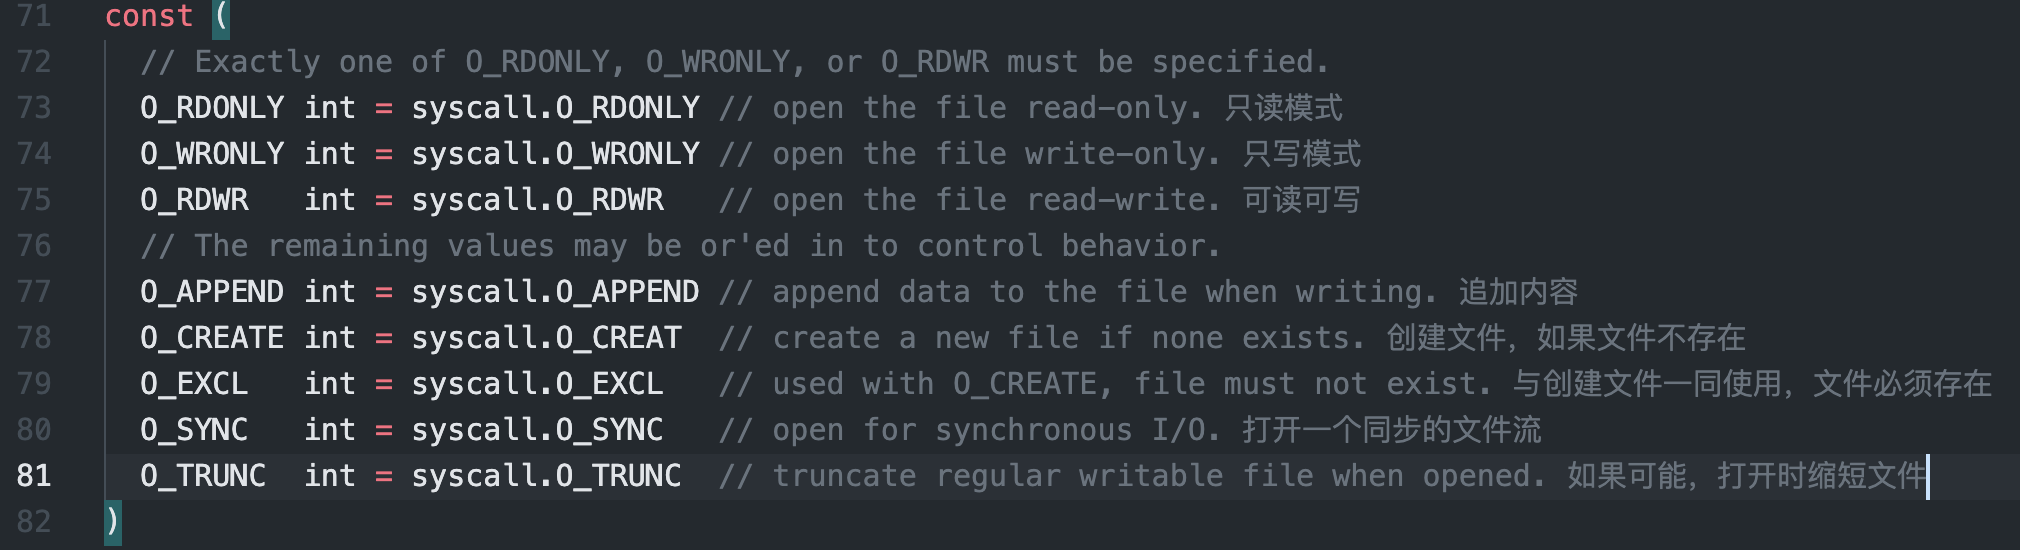 71 const (
72 // Exactly one of O_RDONLY, O_WRONLY, or O_RDWR must be specified.
73 O_RDONLY int = syscall.O_RDONLY // open the file read-only. 只读模式
74 O_WRONLY int = syscall.O_WRONLY // open the file write-only. 只写模式
75 O_RDWR   int = syscall.O_RDWR   // open the file read-write. 可读可写
76 // The remaining values may be or'ed in to control behavior.
77 O_APPEND int = syscall.O_APPEND // append data to the file when writing. 追加内容
78 O_CREATE int = syscall.O_CREAT  // create a new file if none exists. 创建文件，如果文件不存在
79 O_EXCL   int = syscall.O_EXCL   // used with O_CREATE, file must not exist. 与创建文件一同使用，文件必须存在
80 O_SYNC   int = syscall.O_SYNC   // open for synchronous I/O. 打开一个同步的文件流
81 O_TRUNC  int = syscall.O_TRUNC  // truncate regular writable file when opened. 如果可能，打开时缩短文件
82 )